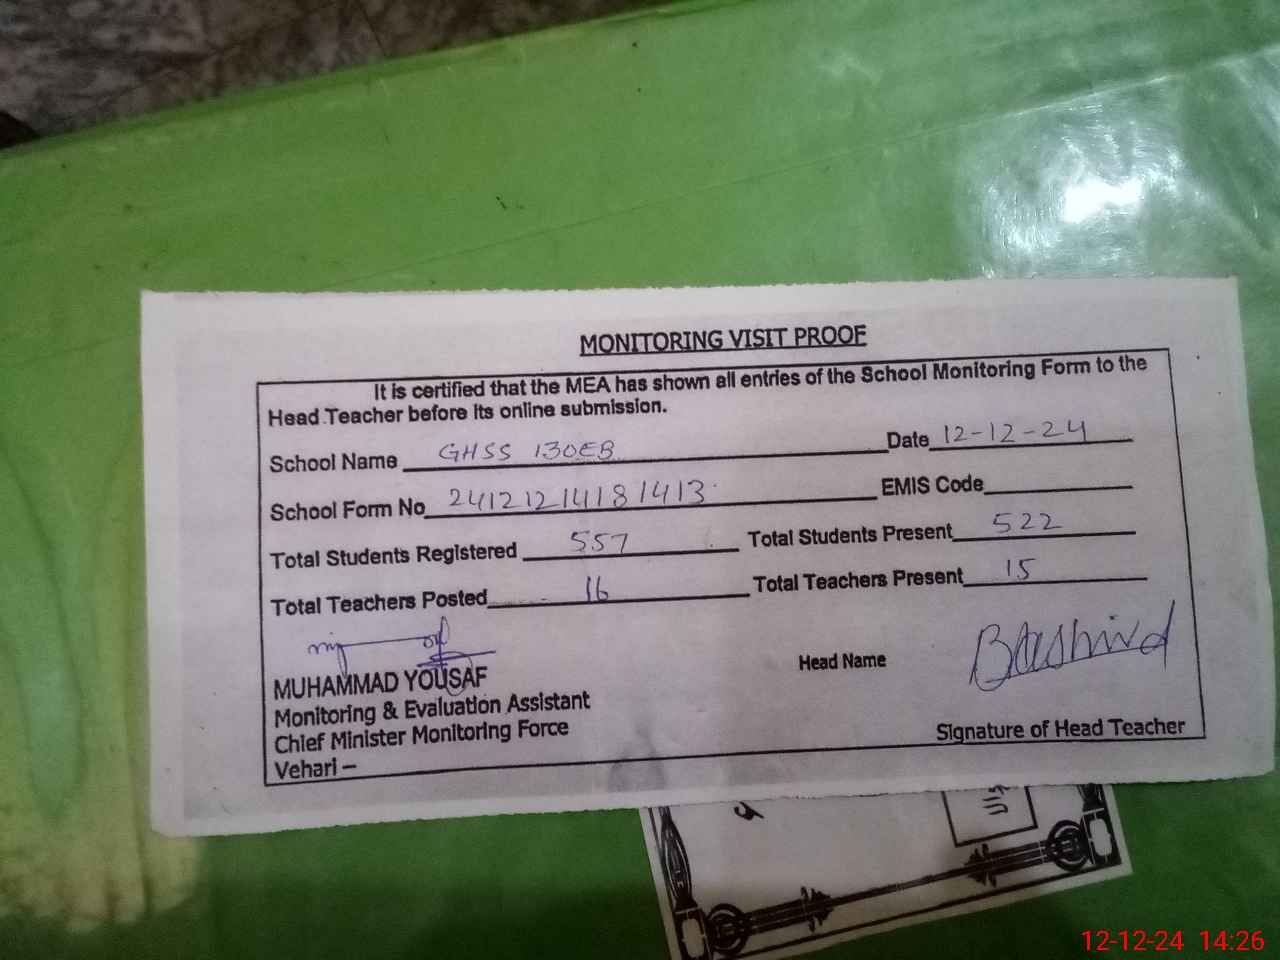 MONITORING VISIT PROOF
It is certified that the MEA has shown all entries of the School Monitoring Form to the
Head Teacher before its online submission.
School Name GHSS 130EB Date 12-12-24
School Form No 24121214181413 EMIS Code
Total Students Registered 557 Total Students Present 522
Total Teachers Posted 16 Total Teachers Present 15
MUHAMMAD YOUSAF
Head Name Bashird
Monitoring & Evaluation Assistant
Chief Minister Monitoring Force
Signature of Head Teacher
Vehari –
12-12-24 14:26